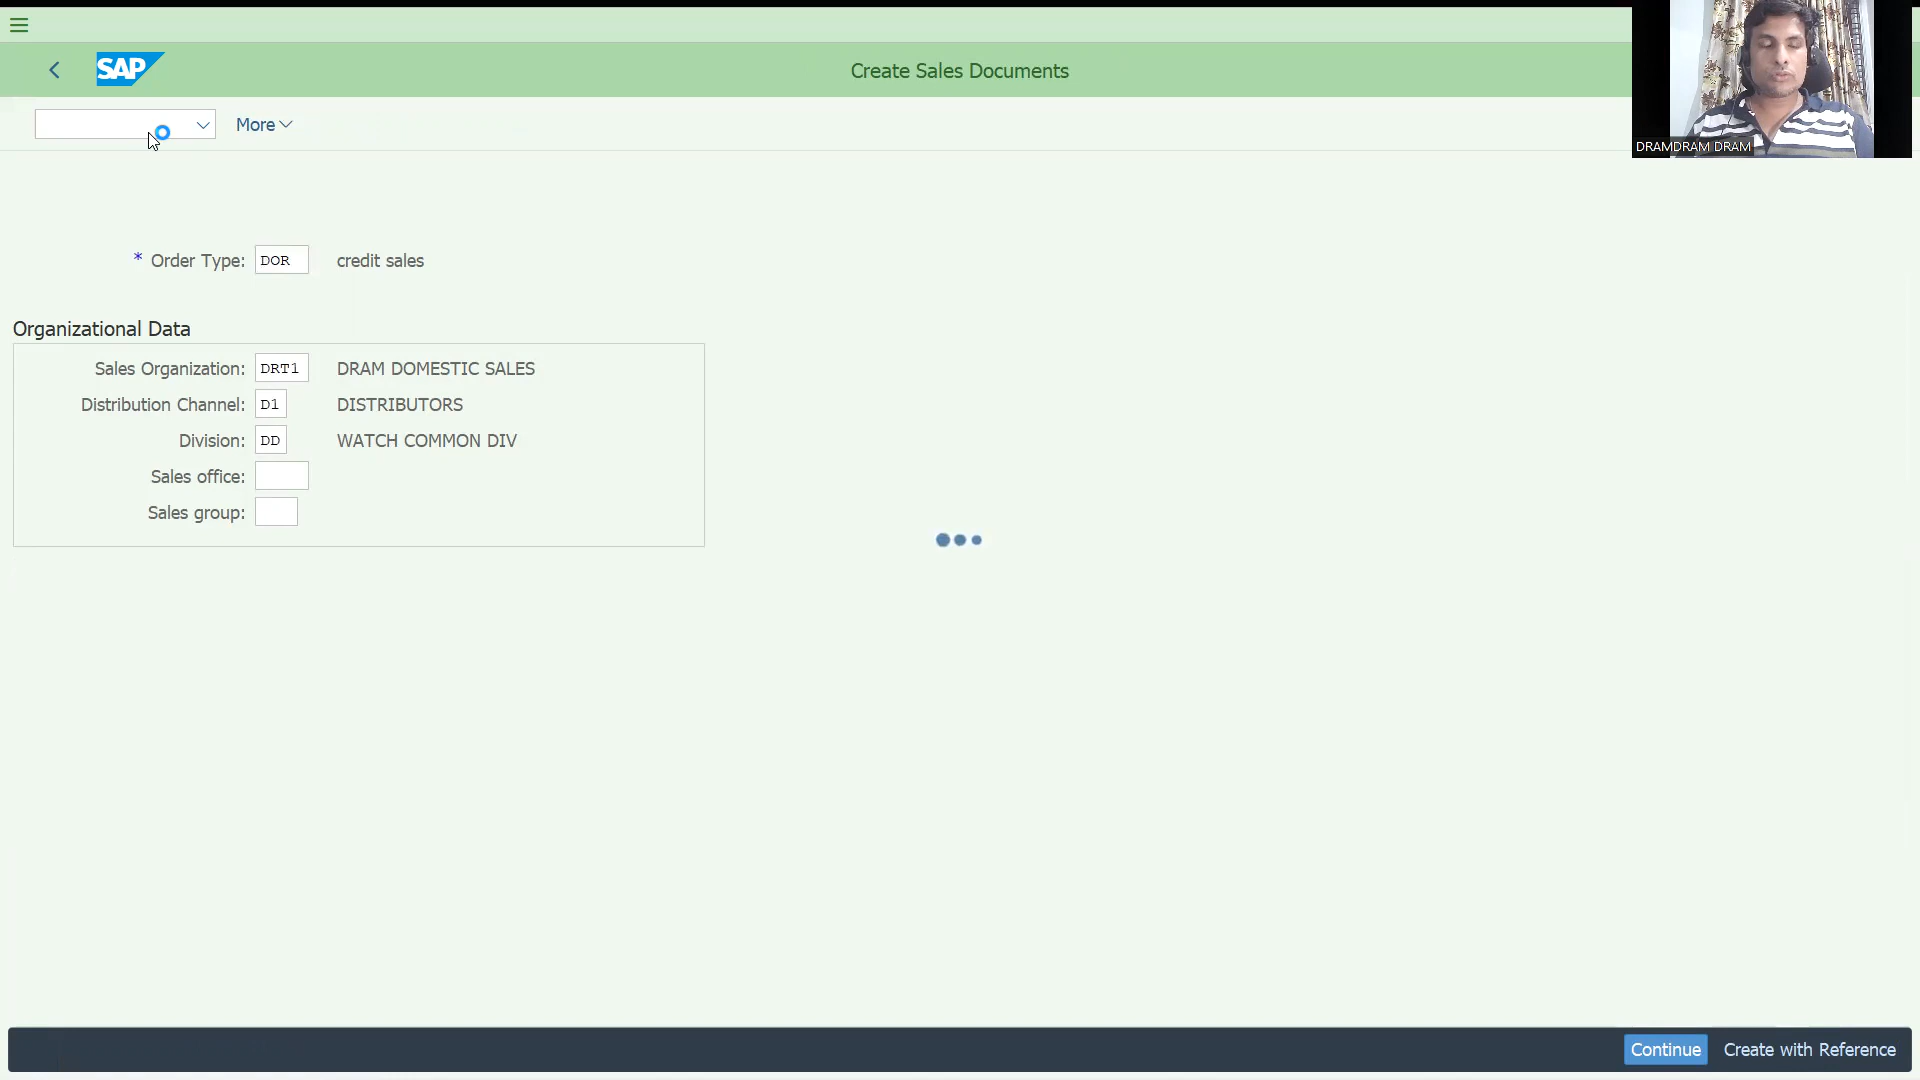 SAP
Create Sales Documents
More
DRAMDRAM DRAM
* Order Type: DOR credit sales
Organizational Data
Sales Organization: DRT1 DRAM DOMESTIC SALES
Distribution Channel: D1 DISTRIBUTORS
Division: DD WATCH COMMON DIV
Sales office:
Sales group:
Continue Create with Reference